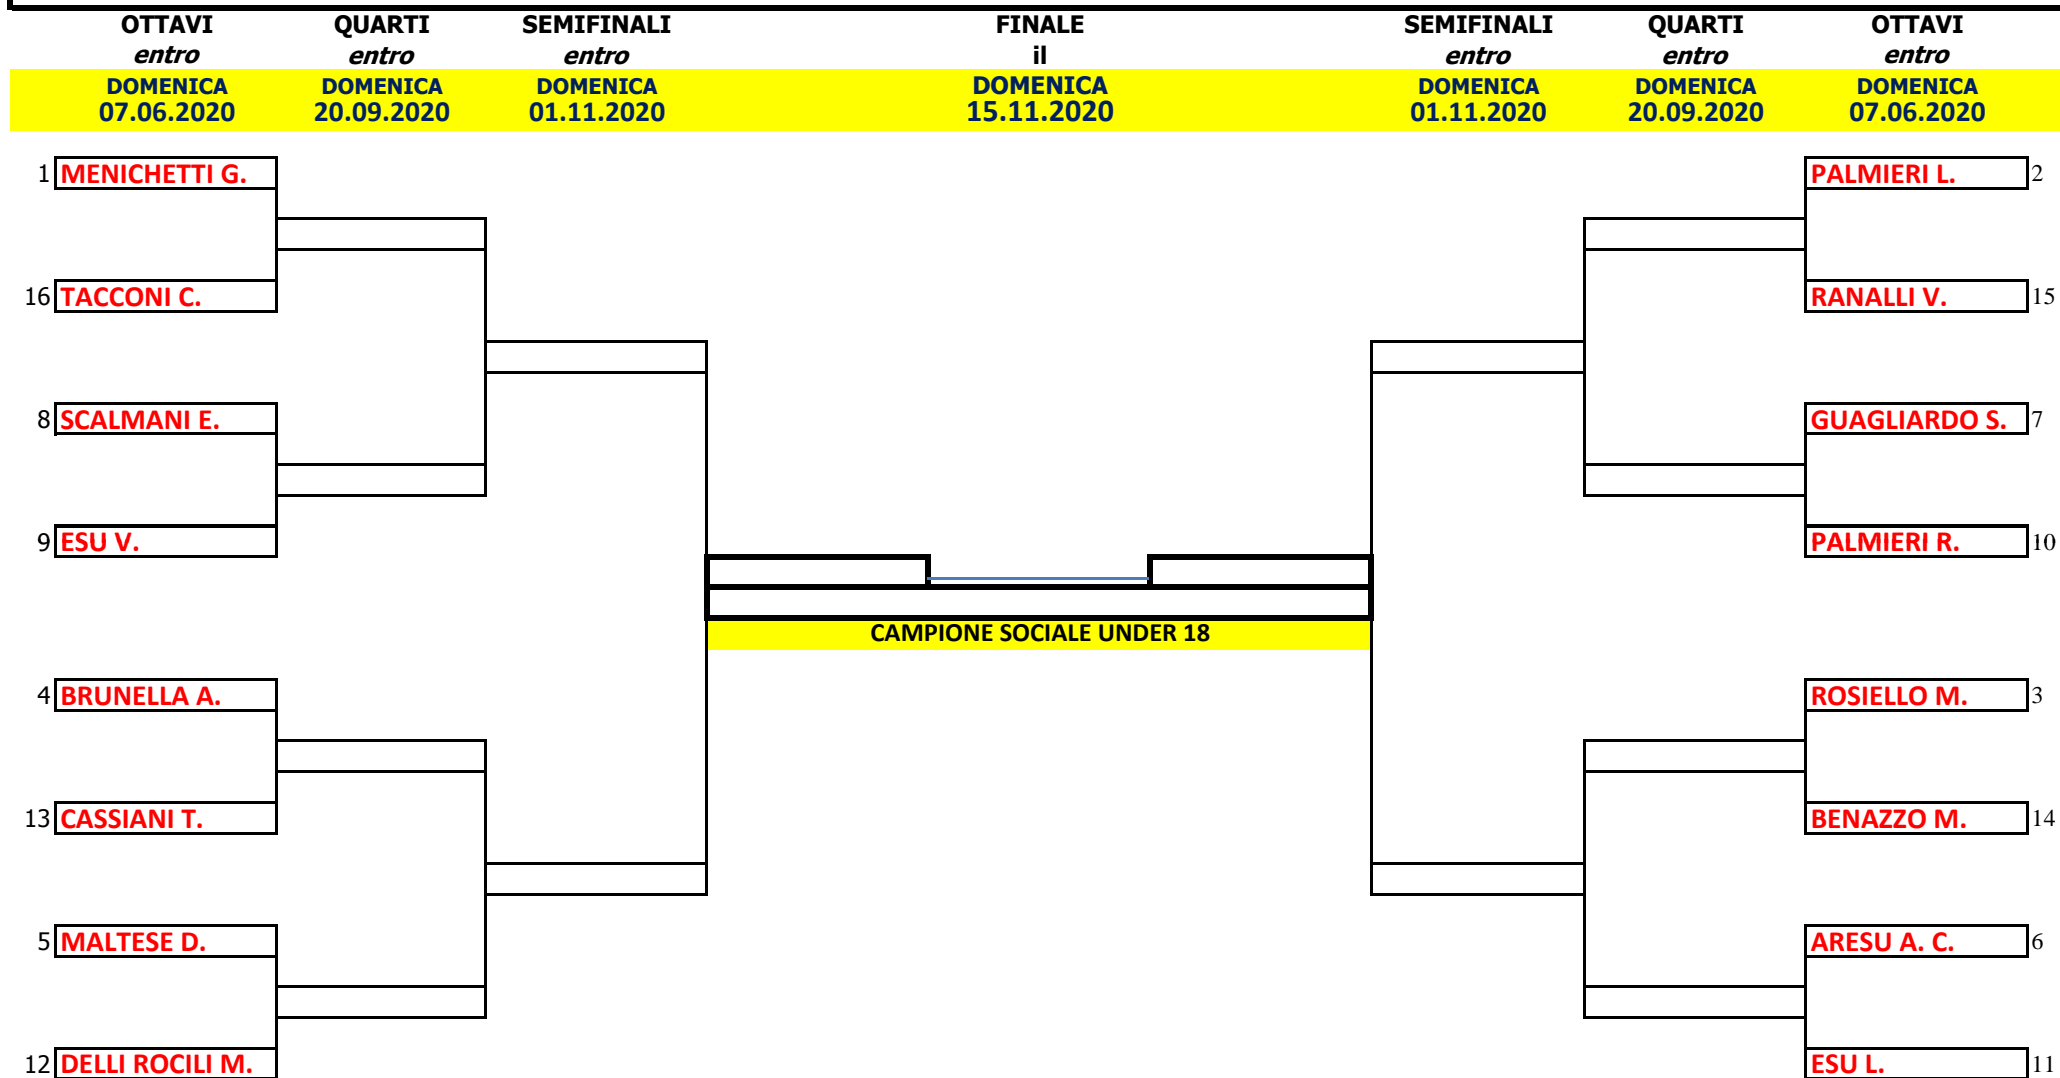 OTTAVI QUARTI SEMIFINALI FINALE SEMIFINALI QUARTI OTTAVI
entro entro entro il entro entro entro
DOMENICA DOMENICA DOMENICA DOMENICA DOMENICA DOMENICA DOMENICA
07.06.2020 20.09.2020 01.11.2020 15.11.2020 01.11.2020 20.09.2020 07.06.2020
1 MENICHETTI G. PALMIERI L. 2
16 TACCONI C. RANALLI V. 15
8 SCALMANI E. GUAGLIARDO S. 7
9 ESU V. PALMIERI R. 10
CAMPIONE SOCIALE UNDER 18
4 BRUNELLA A. ROSIELLO M. 3
13 CASSIANI T. BENAZZO M. 14
5 MALTESE D. ARESU A. C. 6
12 DELLI ROCILI M. ESU L. 11